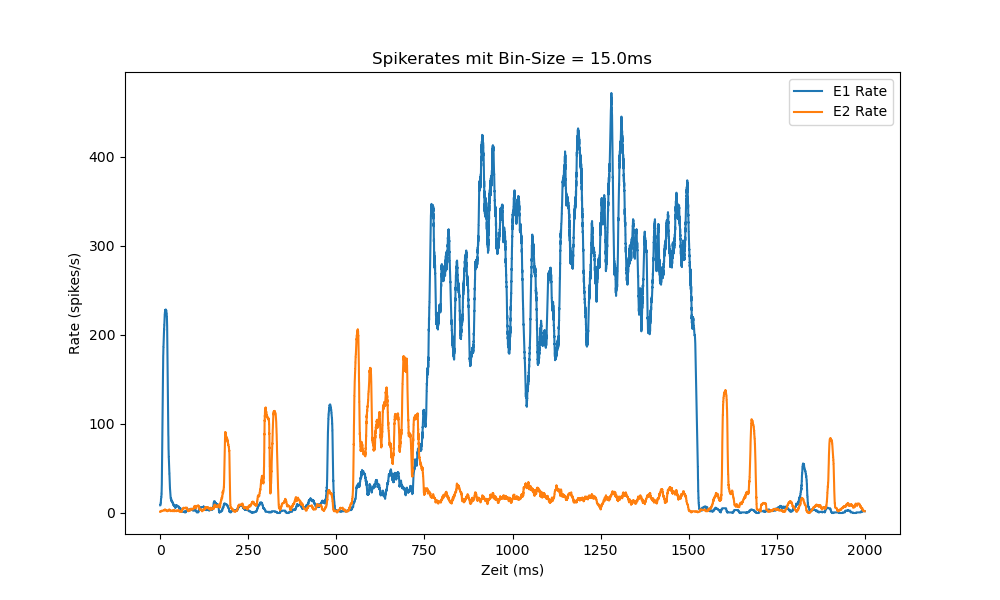 Spikerates mit Bin-Size = 15.0ms
E1 Rate
E2 Rate
Rate (spikes/s)
400
300
200
100
0
0 250 500 750 1000 1250 1500 1750 2000
Zeit (ms)